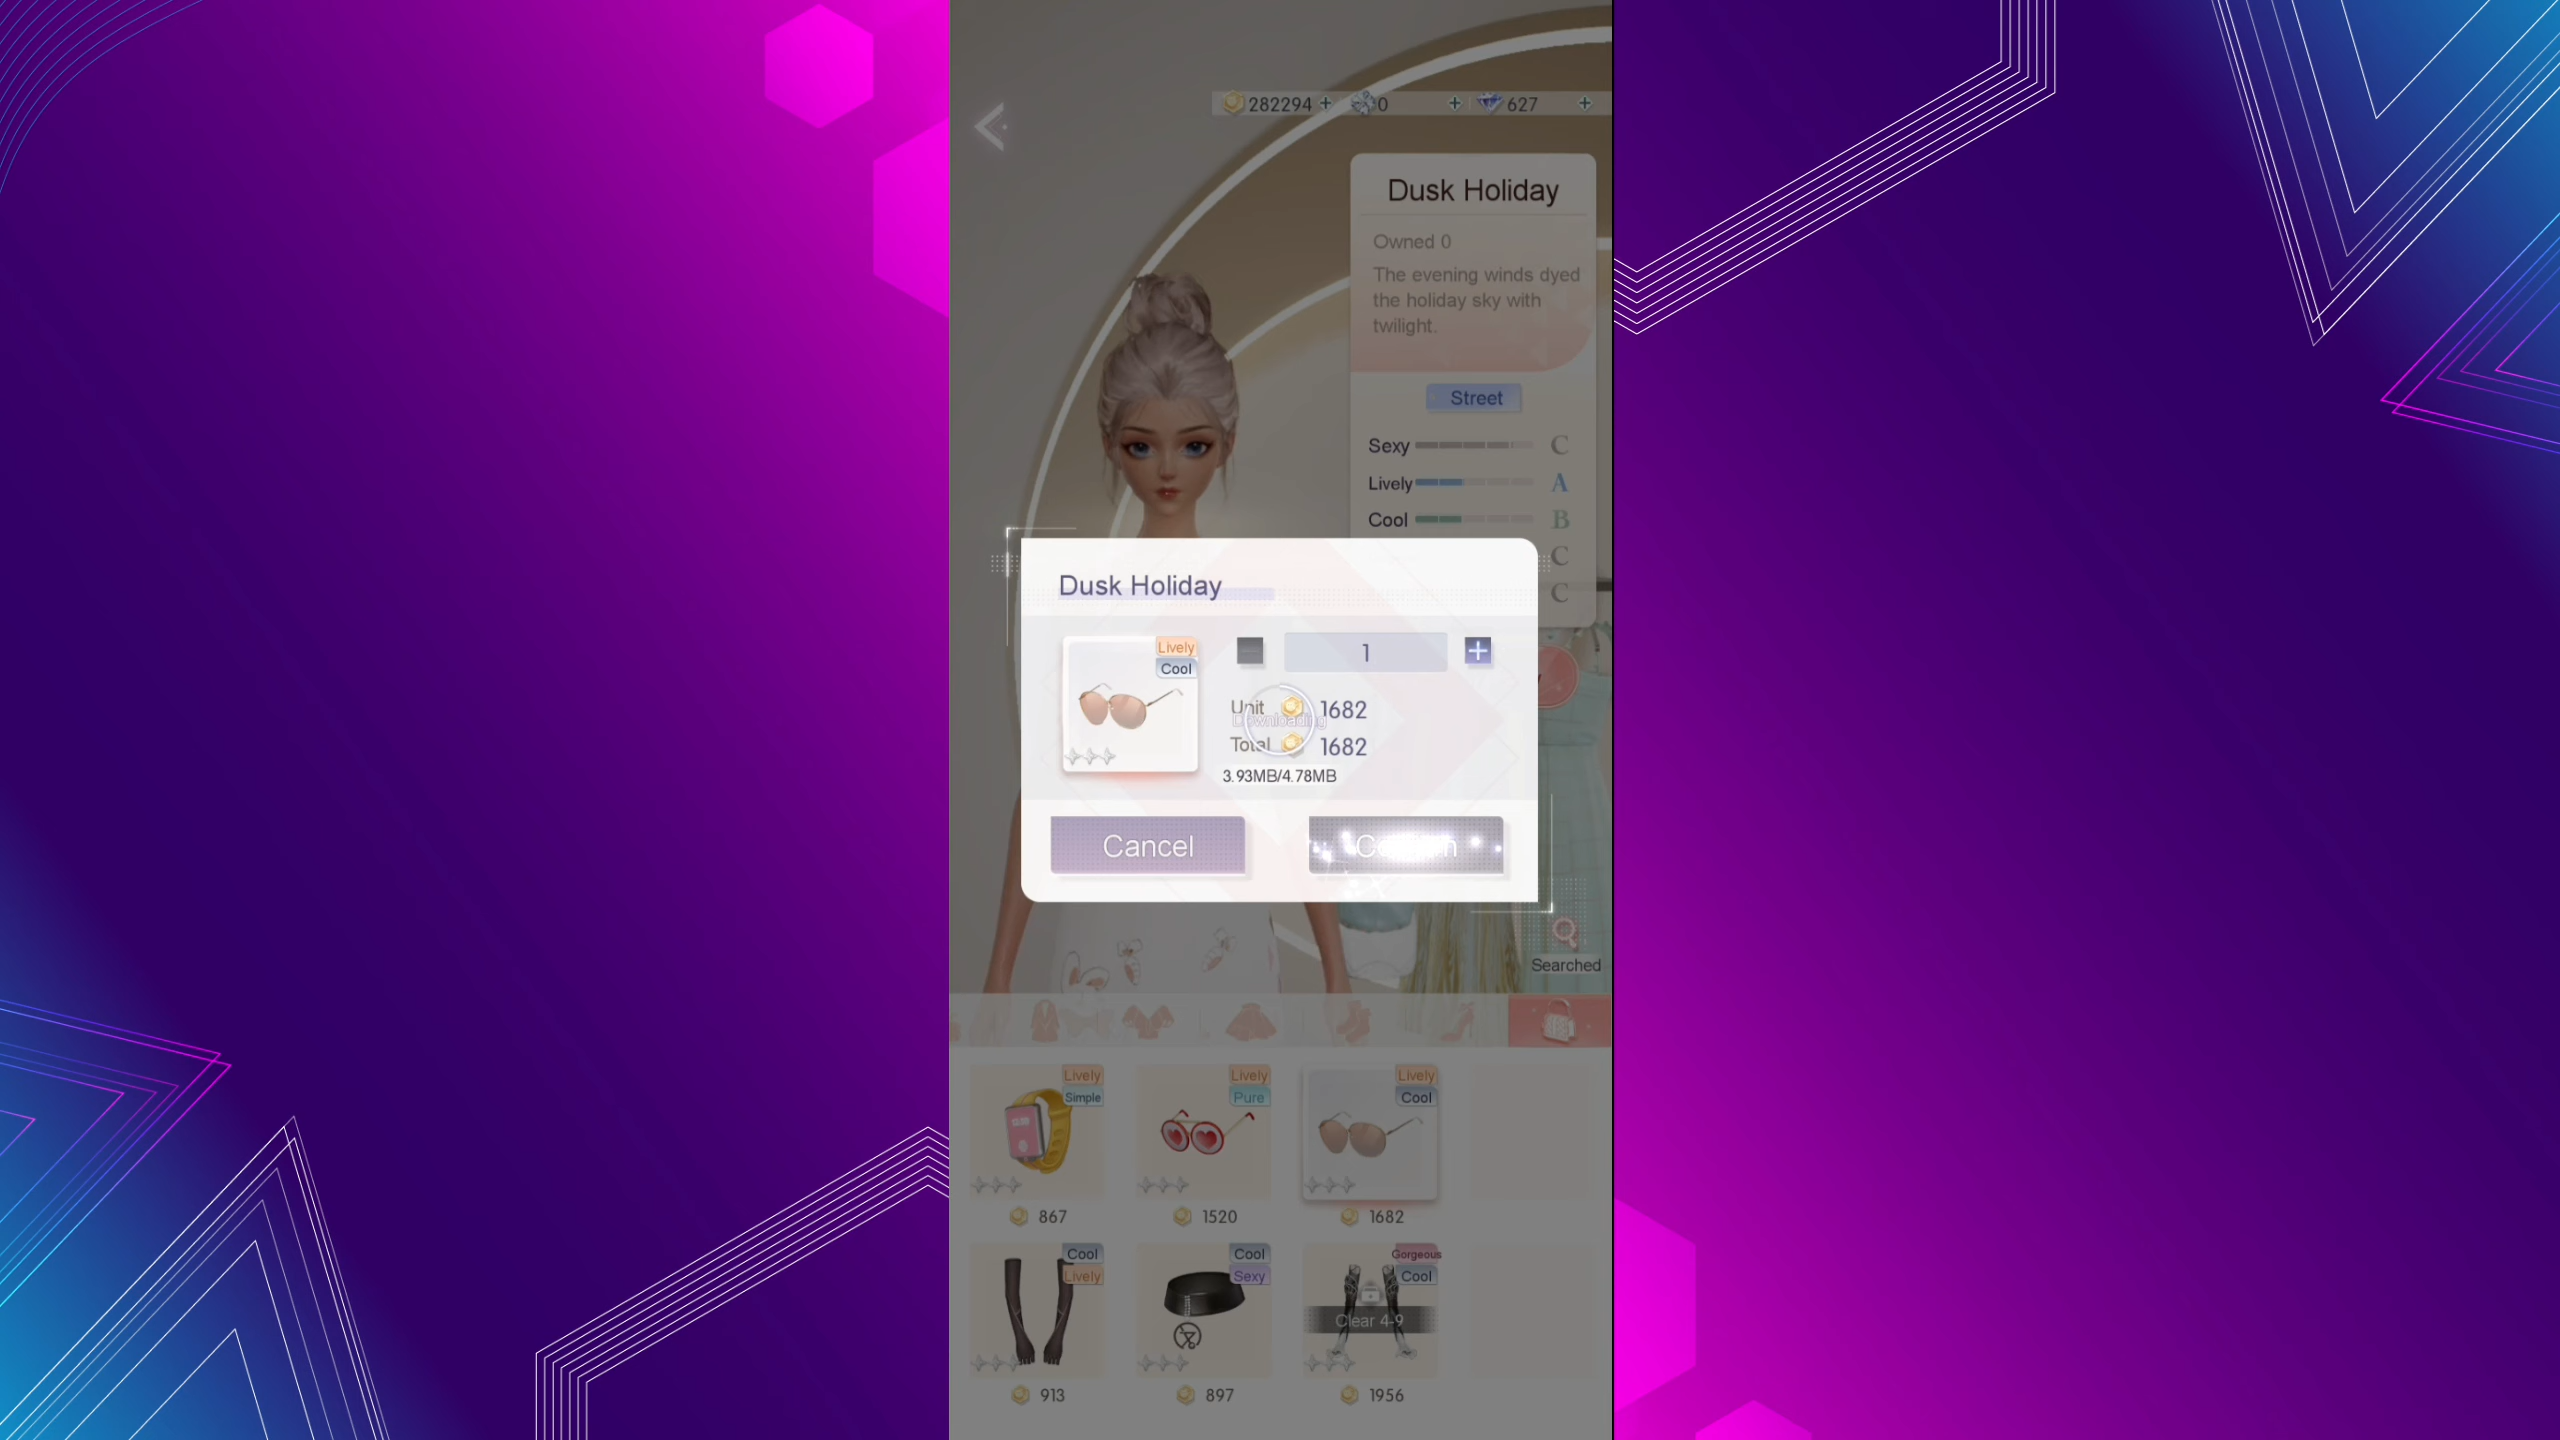 282294
0
627
Dusk Holiday
Owned 0
The evening winds dyed
the holiday sky with
twilight.
Street
Sexy C
Lively A
Cool B
C
C
Dusk Holiday
Lively
Cool
1
Unit 1682
Downloading
Total 1682
3.93MB/4.78MB
Cancel
Confirm
Searched
Lively
Simple
Lively
Pure
Lively
Cool
867
1520
1682
Cool
Lively
Cool
Sexy
Gorgeous
Cool
Clear 4-9
913
897
1956